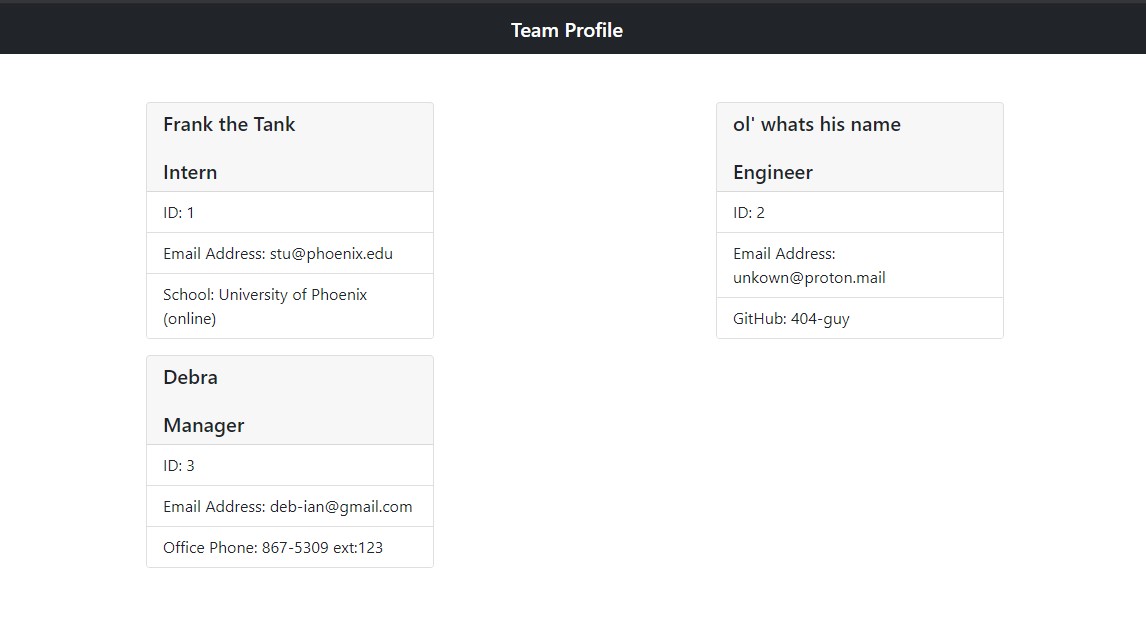 Team Profile
Frank the Tank
Intern
ID: 1
Email Address: stu@phoenix.edu
School: University of Phoenix
(online)
ol' whats his name
Engineer
ID: 2
Email Address:
unkown@proton.mail
GitHub: 404-guy
Debra
Manager
ID: 3
Email Address: deb-ian@gmail.com
Office Phone: 867-5309 ext:123